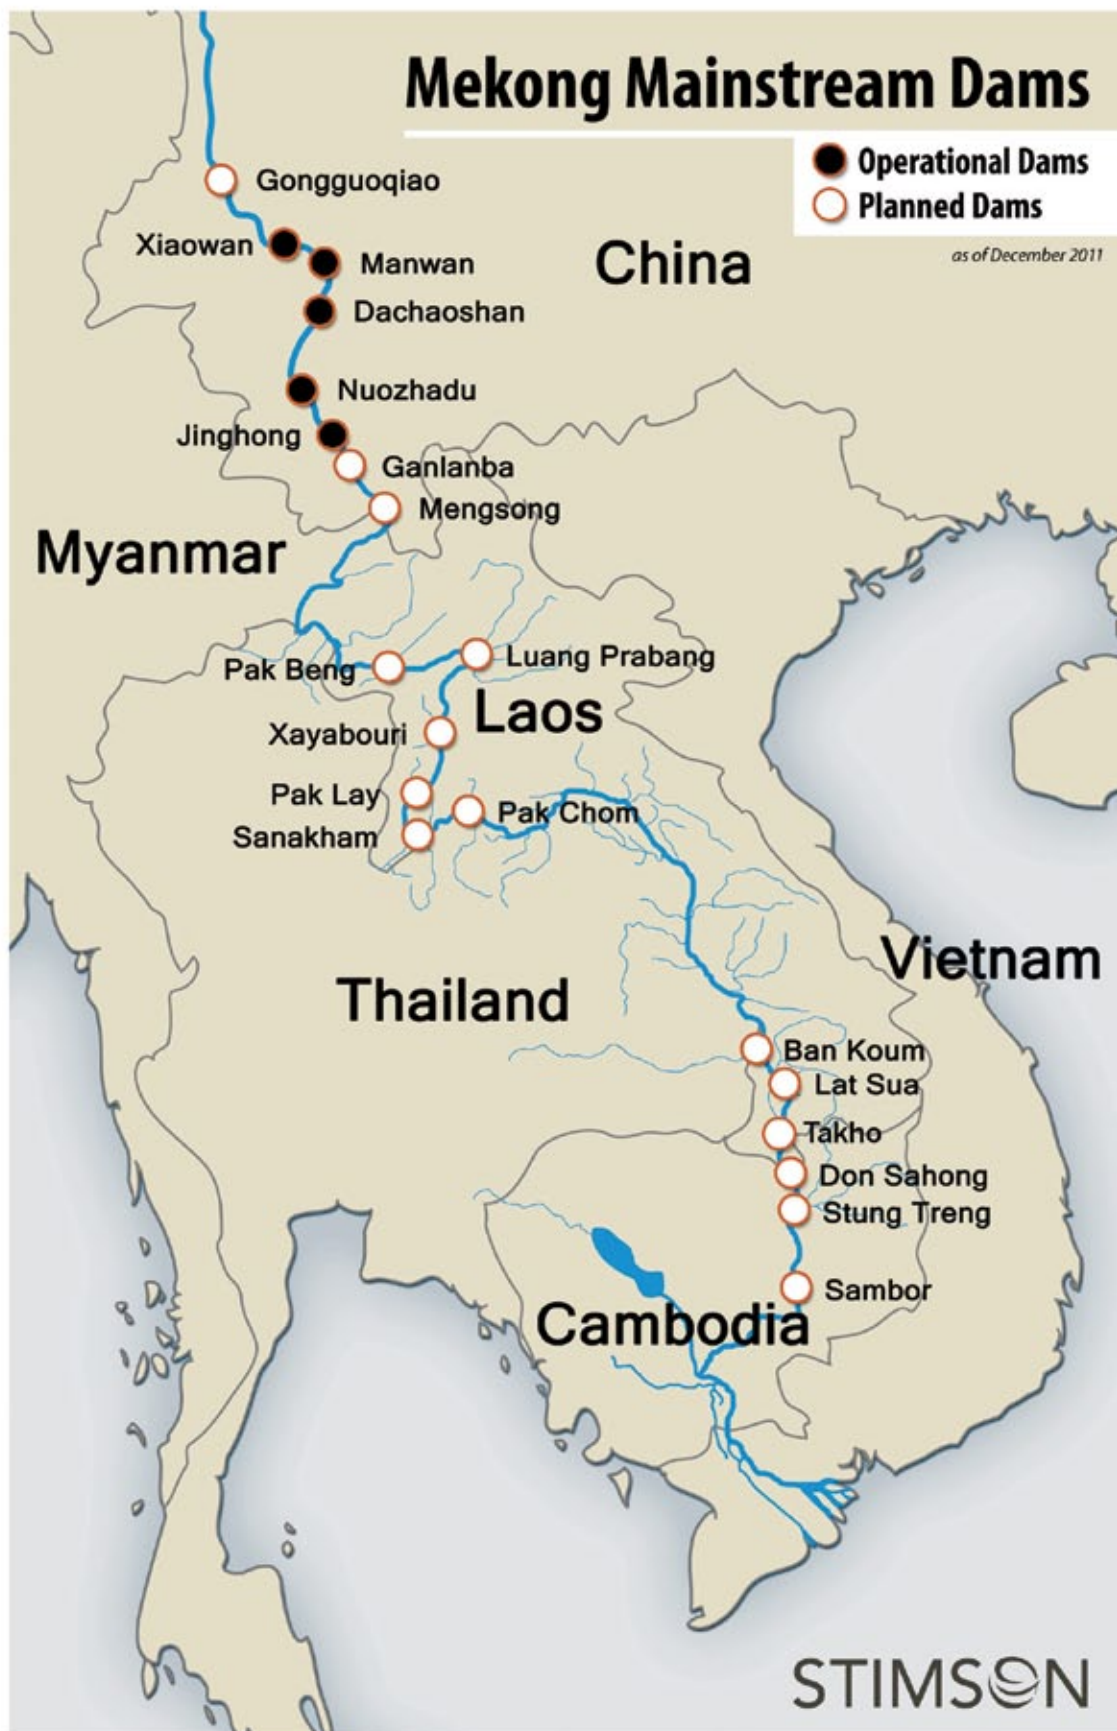 Mekong Mainstream Dams
Operational Dams
Planned Dams
as of December 2011
Gongguoqiao
Xiaowan
Manwan
China
Dachaoshan
Nuozhadu
Jinghong
Ganlanba
Mengsong
Myanmar
Pak Beng
Luang Prabang
Laos
Xayabouri
Pak Lay
Pak Chom
Sanakham
Vietnam
Thailand
Ban Koum
Lat Sua
Takho
Don Sahong
Stung Treng
Sambor
Cambodia
STIMSON